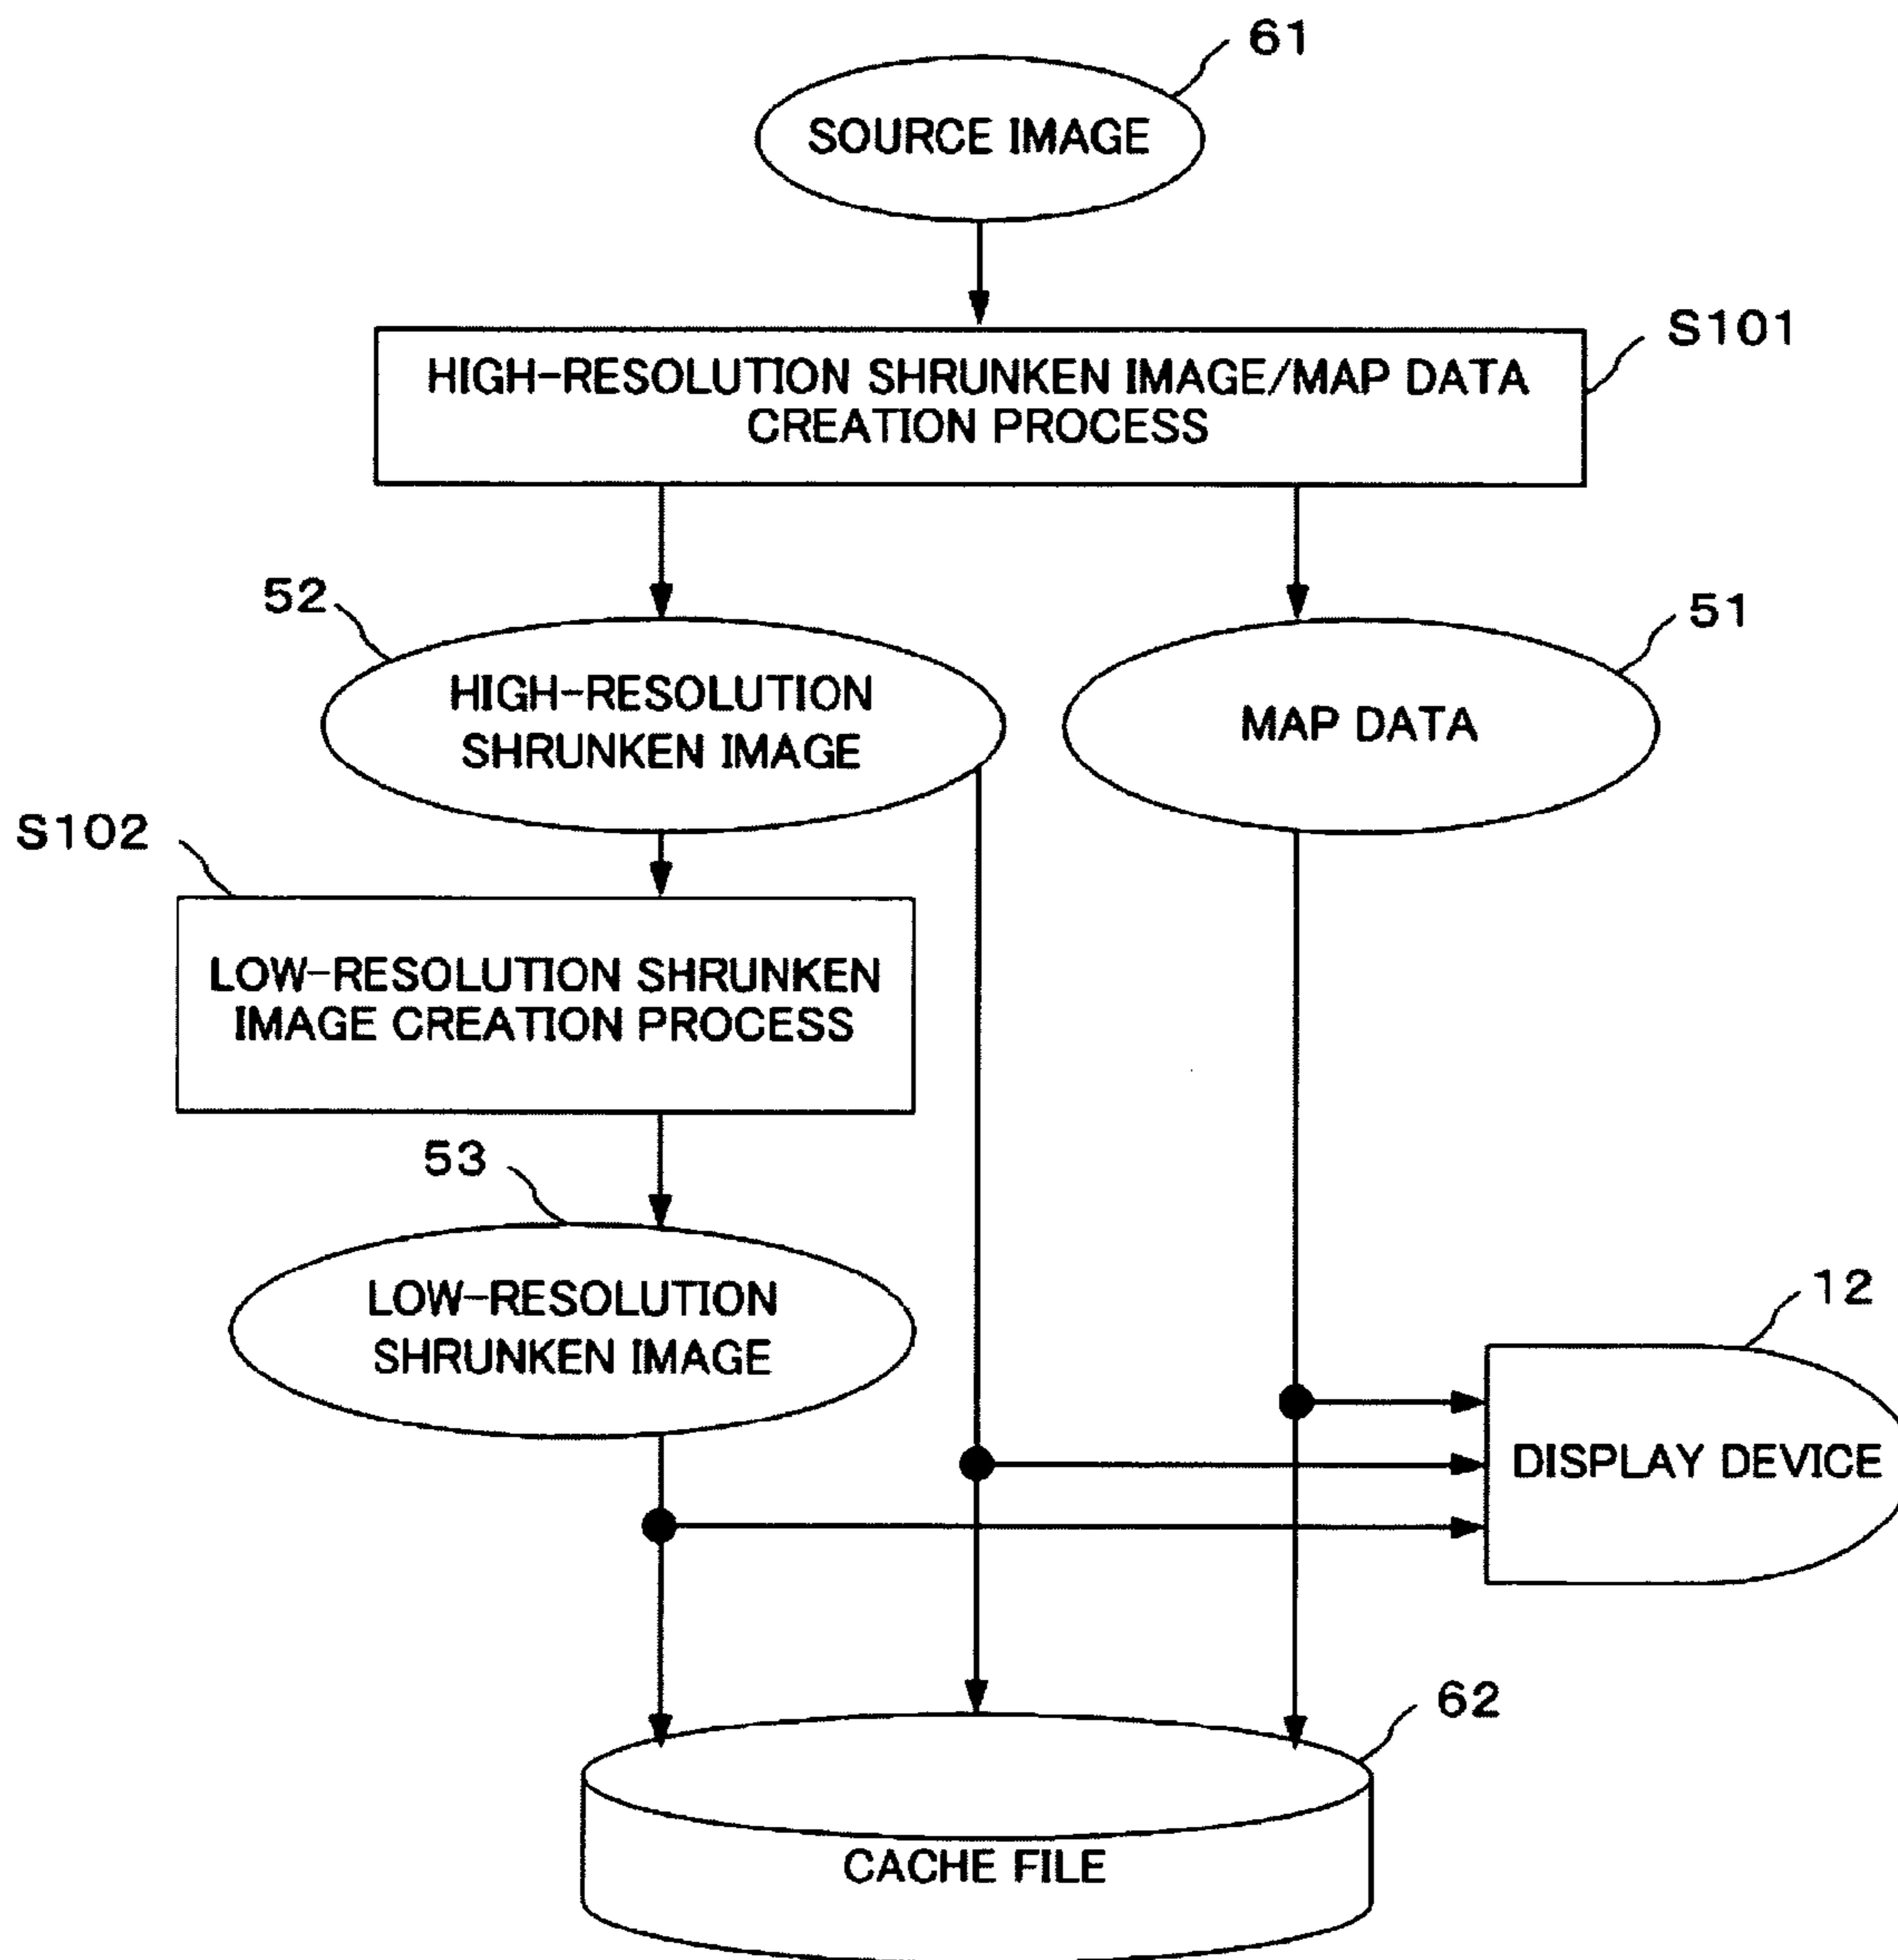 61
SOURCE IMAGE
S101
HIGH-RESOLUTION SHRUNKEN IMAGE/MAP DATA
CREATION PROCESS
52
51
HIGH-RESOLUTION
SHRUNKEN IMAGE
MAP DATA
S102
LOW-RESOLUTION SHRUNKEN
IMAGE CREATION PROCESS
53
LOW-RESOLUTION
SHRUNKEN IMAGE
12
DISPLAY DEVICE
62
CACHE FILE